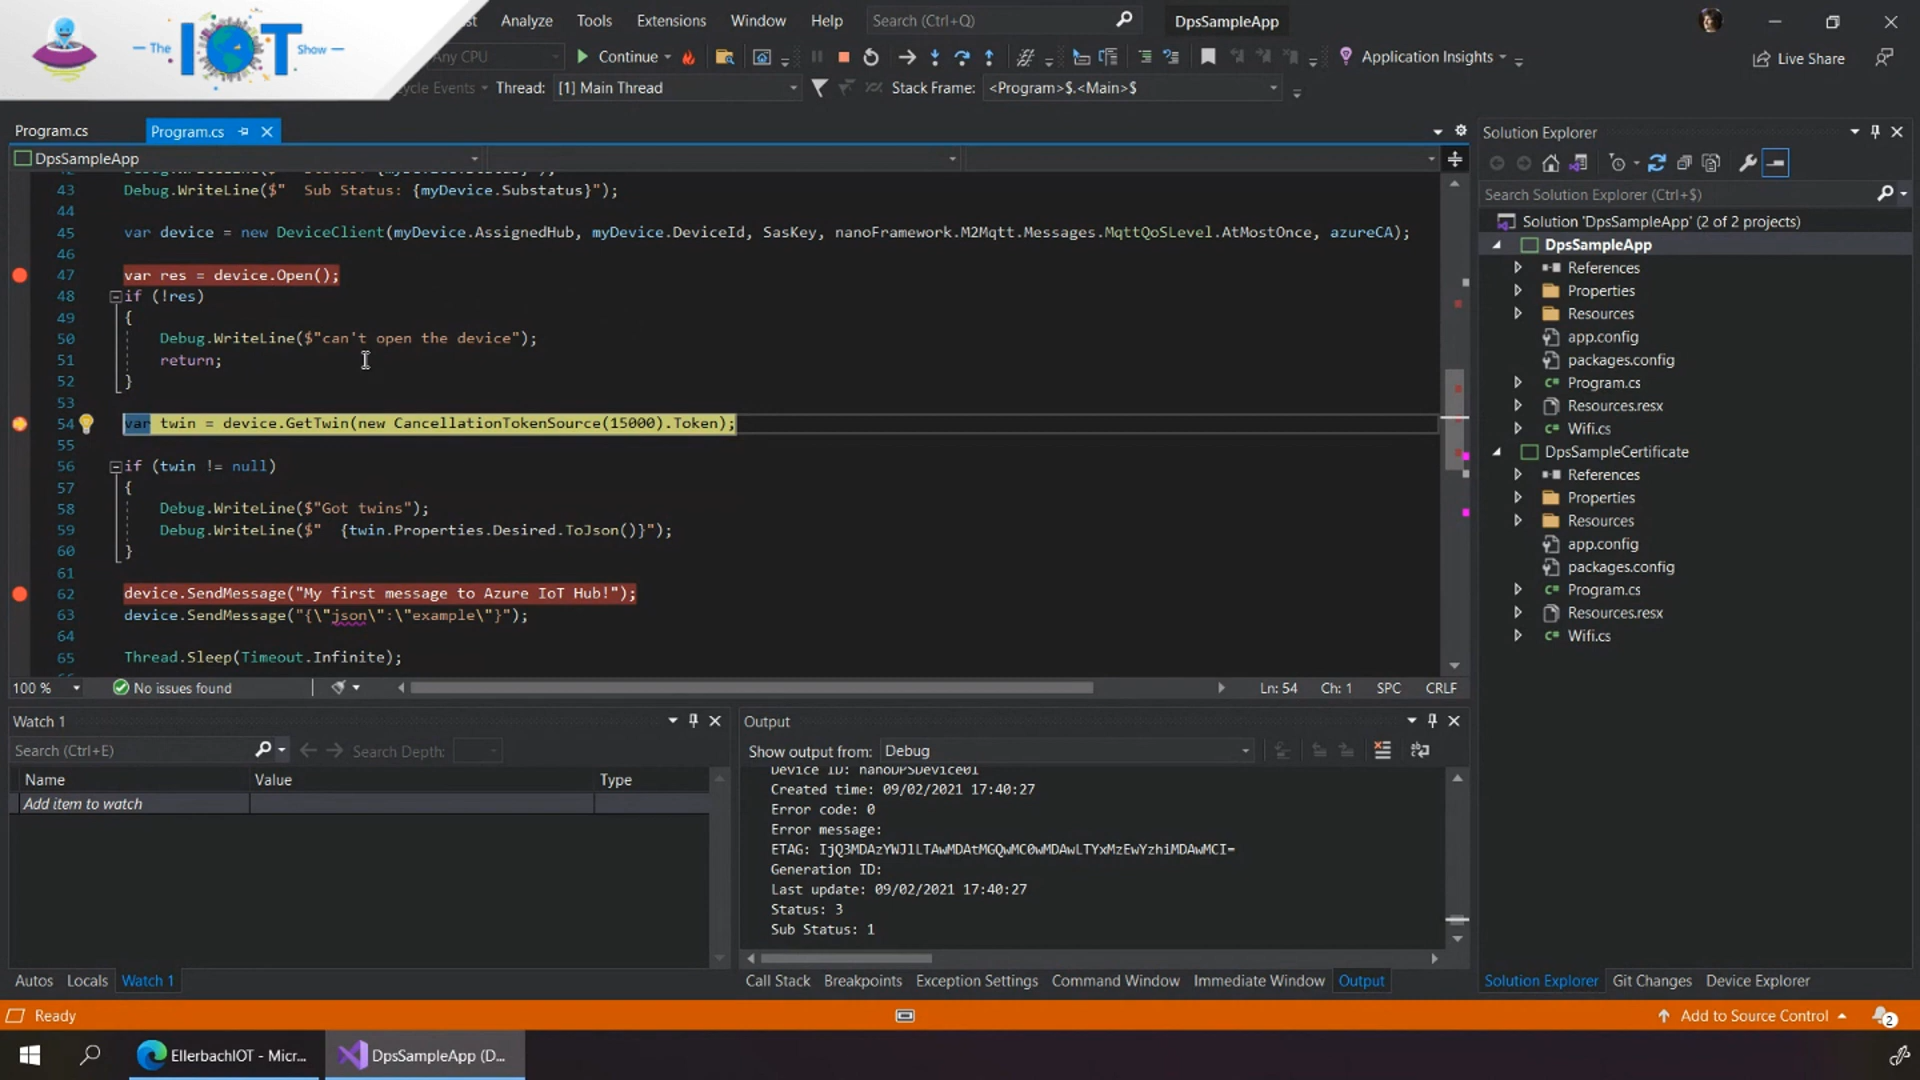 The IOT Show
Analyze Tools Extensions Window Help Search (Ctrl+Q) DpsSampleApp
Any CPU Continue Application Insights Live Share
cycle Events Thread: [1] Main Thread Stack Frame: <Program>$.<Main>$
Program.cs Program.cs
DpsSampleApp
43 Debug.WriteLine($"  Sub Status: {myDevice.Substatus}");
44
45 var device = new DeviceClient(myDevice.AssignedHub, myDevice.DeviceId, SasKey, nanoFramework.M2Mqtt.Messages.MqttQoSLevel.AtMostOnce, azureCA);
46
47 var res = device.Open();
48 if (!res)
49 {
50 Debug.WriteLine($"can't open the device");
51 return;
52 }
53
54 var twin = device.GetTwin(new CancellationTokenSource(15000).Token);
55
56 if (twin != null)
57 {
58 Debug.WriteLine($"Got twins");
59 Debug.WriteLine($"  {twin.Properties.Desired.ToJson()}");
60 }
61
62 device.SendMessage("My first message to Azure IoT Hub!");
63 device.SendMessage("{\"json\":\"example\"}");
64
65 Thread.Sleep(Timeout.Infinite);
100 % No issues found Ln: 54 Ch: 1 SPC CRLF
Watch 1
Search (Ctrl+E) Search Depth:
Name Value Type
Add item to watch
Autos Locals Watch 1
Output
Show output from: Debug
Device ID: nanoDPSDevice01
Created time: 09/02/2021 17:40:27
Error code: 0
Error message:
ETAG: IjQ3MDAzYWJlLTAwMDAtMGQwMC0wMDAwLTYxMzEwYzhiMDAwMCI=
Generation ID:
Last update: 09/02/2021 17:40:27
Status: 3
Sub Status: 1
Call Stack Breakpoints Exception Settings Command Window Immediate Window Output
Solution Explorer
Search Solution Explorer (Ctrl+$)
Solution 'DpsSampleApp' (2 of 2 projects)
DpsSampleApp
References
Properties
Resources
app.config
packages.config
C# Program.cs
Resources.resx
C# Wifi.cs
DpsSampleCertificate
References
Properties
Resources
app.config
packages.config
C# Program.cs
Resources.resx
C# Wifi.cs
Solution Explorer Git Changes Device Explorer
Ready Add to Source Control 2
EllerbachIOT - Micr... DpsSampleApp (D...